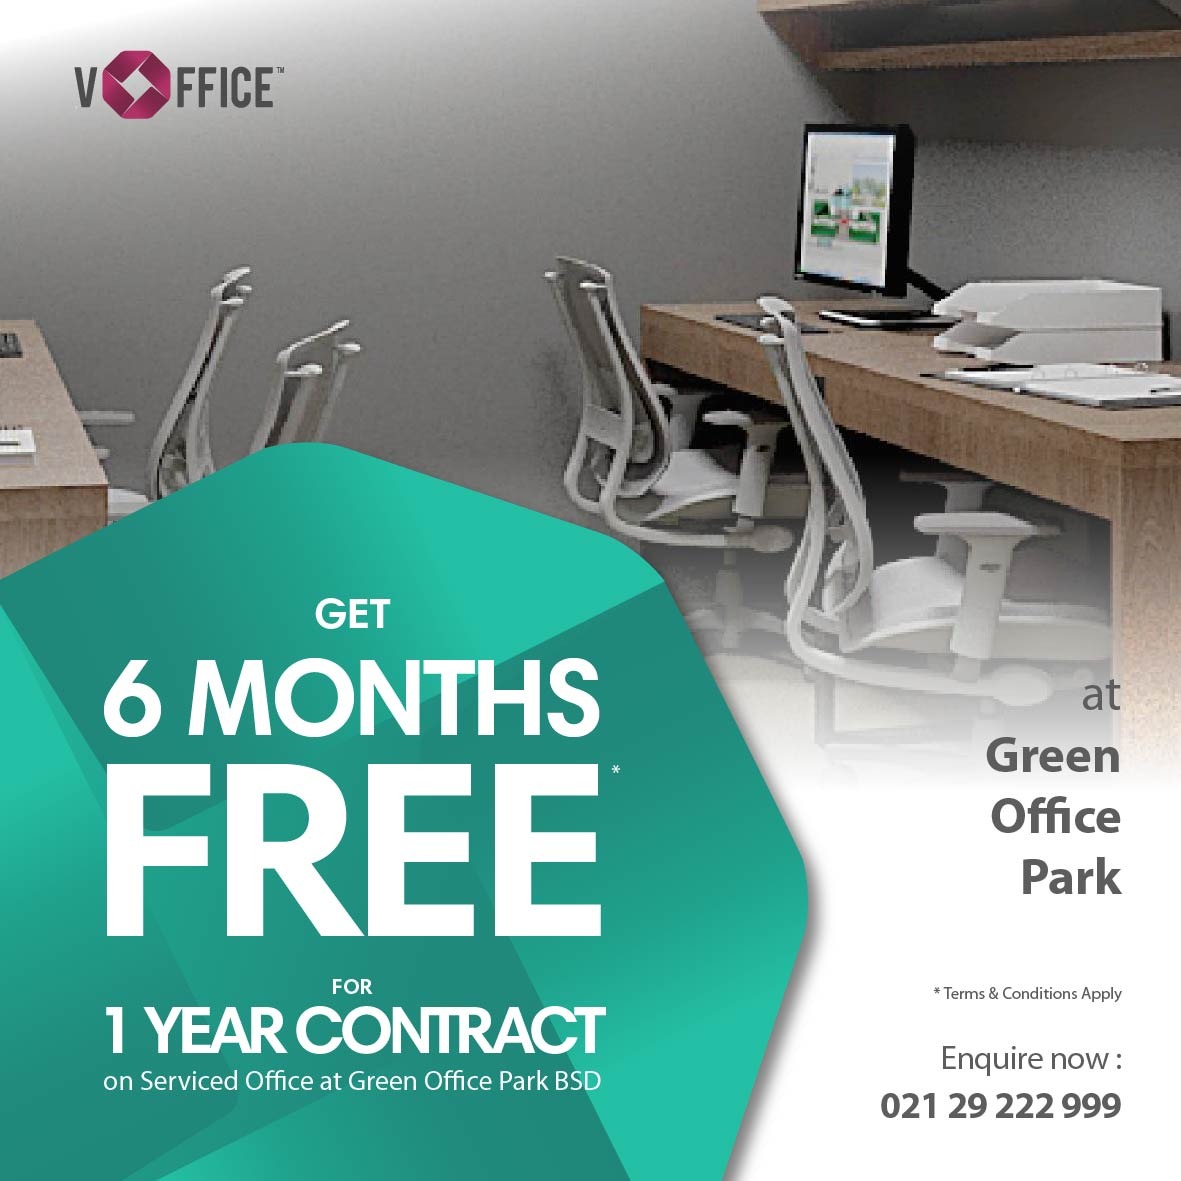 VOFFICE™
GET
6 MONTHS
FREE*
FOR
1 YEAR CONTRACT
on Serviced Office at Green Office Park BSD
at
Green
Office
Park
* Terms & Conditions Apply
Enquire now :
021 29 222 999